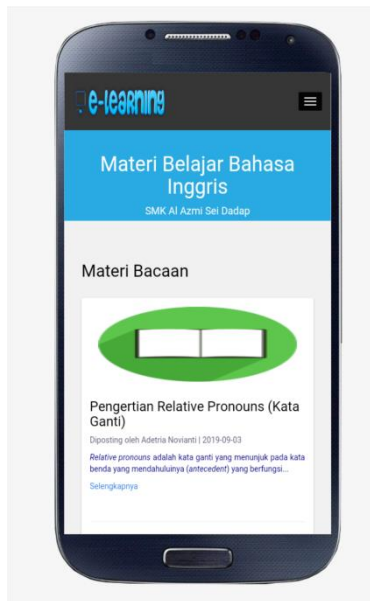 e-learning
Materi Belajar Bahasa
Inggris
SMK Al Azmi Sei Dadap
Materi Bacaan
Pengertian Relative Pronouns (Kata
Ganti)
Diposting oleh Adetria Novianti | 2019-09-03
Relative pronouns adalah kata ganti yang menunjuk pada kata
benda yang mendahuluinya (antecedent) yang berfungsi...
Selengkapnya